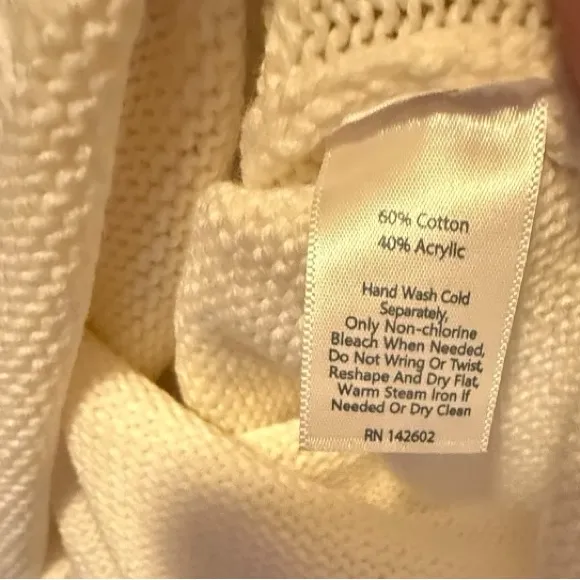 60% Cotton
40% Acrylic
Hand Wash Cold
Separately,
Only Non-chlorine
Bleach When Needed,
Do Not Wring Or Twist,
Reshape And Dry Flat,
Warm Steam Iron If
Needed Or Dry Clean
RN 142602